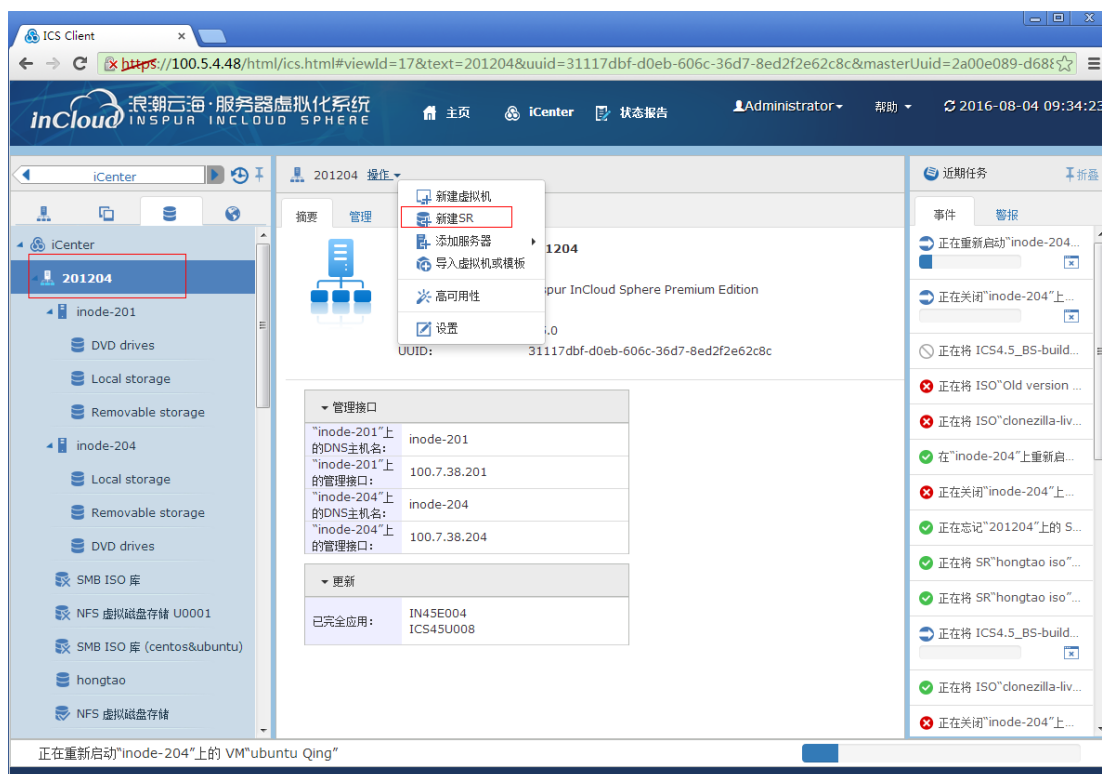 ICS Client
https://100.5.4.48/html/ics.html#viewId=17&text=201204&uuid=31117dbf-d0eb-606c-36d7-8ed2f2e62c8c&masterUuid=2a00e089-d688
inCloud 浪潮云海·服务器虚拟化系统
INSPUR INCLOUD SPHERE
主页 iCenter 状态报告 Administrator 帮助 2016-08-04 09:34:23
iCenter
201204 操作
近期任务 折叠
摘要 管理
事件 警报
新建虚拟机
新建SR
添加服务器
导入虚拟机或模板
高可用性
设置
iCenter
201204
inode-201
DVD drives
Local storage
Removable storage
inode-204
Local storage
Removable storage
DVD drives
SMB ISO 库
NFS 虚拟磁盘存储 U0001
SMB ISO 库 (centos&ubuntu)
hongtao
NFS 虚拟磁盘存储
1204
spur InCloud Sphere Premium Edition
.0
UUID: 31117dbf-d0eb-606c-36d7-8ed2f2e62c8c
管理接口
"inode-201"上的DNS主机名: inode-201
"inode-201"上的管理接口: 100.7.38.201
"inode-204"上的DNS主机名: inode-204
"inode-204"上的管理接口: 100.7.38.204
更新
已完全应用: IN45E004
ICS45U008
正在重新启动"inode-204...
正在关闭"inode-204"上...
正在将 ICS4.5_BS-build...
正在将 ISO"Old version ...
正在将 ISO"clonezilla-liv...
在"inode-204"上重新启...
正在关闭"inode-204"上...
正在忘记"201204"上的 S...
正在将 SR"hongtao iso"...
正在将 SR"hongtao iso"...
正在将 ICS4.5_BS-build...
正在将 ISO"clonezilla-liv...
正在关闭"inode-204"上...
正在重新启动"inode-204"上的 VM"ubuntu Qing"